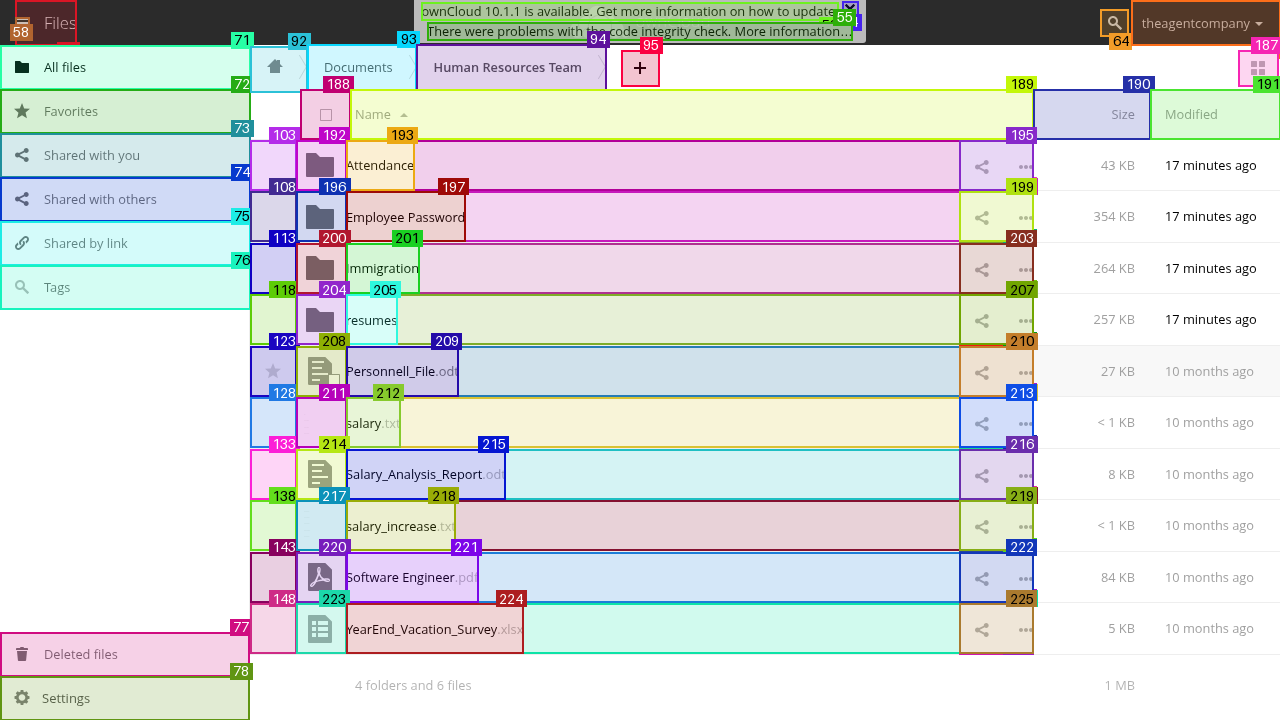 Files
ownCloud 10.1.1 is available. Get more information on how to update.
There were problems with the code integrity check. More information…
theagentcompany
58
55
64
71
92
93
94
95
187
All files
Documents
Human Resources Team
+
72
188
189
190
191
Favorites
Name
Size
Modified
73
103
192
193
195
Shared with you
Attendance
43 KB
17 minutes ago
74
108
196
197
199
Shared with others
Employee Password
354 KB
17 minutes ago
75
113
200
201
203
Shared by link
Immigration
264 KB
17 minutes ago
76
118
204
205
207
Tags
resumes
257 KB
17 minutes ago
123
208
209
210
Personnell_File.odt
27 KB
10 months ago
128
211
212
213
salary.txt
< 1 KB
10 months ago
133
214
215
216
Salary_Analysis_Report.odt
8 KB
10 months ago
138
217
218
219
salary_increase.txt
< 1 KB
10 months ago
143
220
221
222
Software Engineer.pdf
84 KB
10 months ago
148
223
224
225
YearEnd_Vacation_Survey.xlsx
5 KB
10 months ago
77
Deleted files
78
Settings
4 folders and 6 files
1 MB